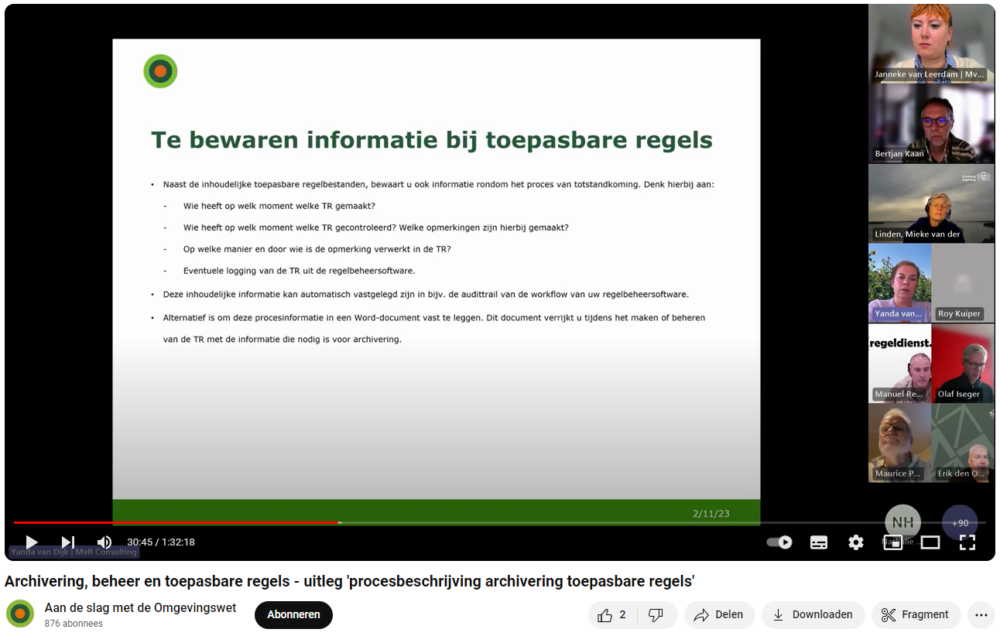 Te bewaren informatie bij toepasbare regels
• Naast de inhoudelijke toepasbare regelbestanden, bewaart u ook informatie rondom het proces van totstandkoming. Denk hierbij aan:
- Wie heeft op welk moment welke TR gemaakt?
- Wie heeft op welk moment welke TR gecontroleerd? Welke opmerkingen zijn hierbij gemaakt?
- Op welke manier en door wie is de opmerking verwerkt in de TR?
- Eventuele logging van de TR uit de regelbeheersoftware.
• Deze inhoudelijke informatie kan automatisch vastgelegd zijn in bijv. de audittrail van de workflow van uw regelbeheersoftware.
• Alternatief is om deze procesinformatie in een Word-document vast te leggen. Dit document verrijkt u tijdens het maken of beheren
van de TR met de informatie die nodig is voor archivering.
2/11/23
Janneke van Leerdam | Mv...
Bertjan Kaan
Linden, Mieke van der
Yanda van...
Roy Kuiper
regeldienst.
Manuel Re...
Olaf Iseger
Maurice P...
Erik den O...
NH
+90
30:45 / 1:32:18
Yanda van Dijk | MvR Consulting
Archivering, beheer en toepasbare regels - uitleg 'procesbeschrijving archivering toepasbare regels'
Aan de slag met de Omgevingswet
876 abonnees
Abonneren
2
Delen
Downloaden
Fragment